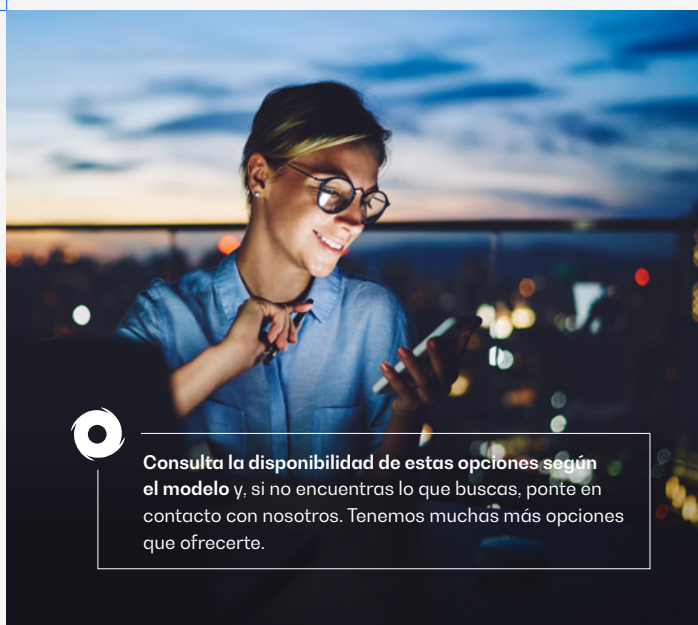 Consulta la disponibilidad de estas opciones según
el modelo y, si no encuentras lo que buscas, ponte en
contacto con nosotros. Tenemos muchas más opciones
que ofrecerte.